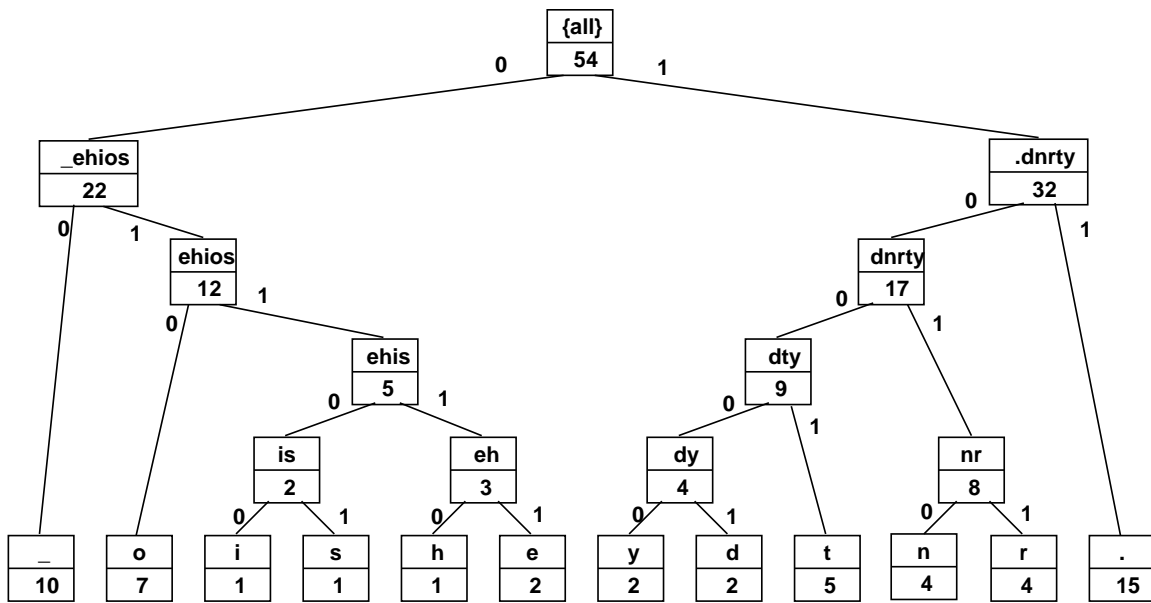 {all}
54
0 1
_ehios .dnrty
22 32
0 1 0 1
ehios dnrty
12 17
0 1 0 1
ehis dty
5 9
0 1 0 1
is eh dy nr
2 3 4 8
0 1 0 1 0 1 0 1
_ o i s h e y d t n r .
10 7 1 1 1 2 2 2 5 4 4 15